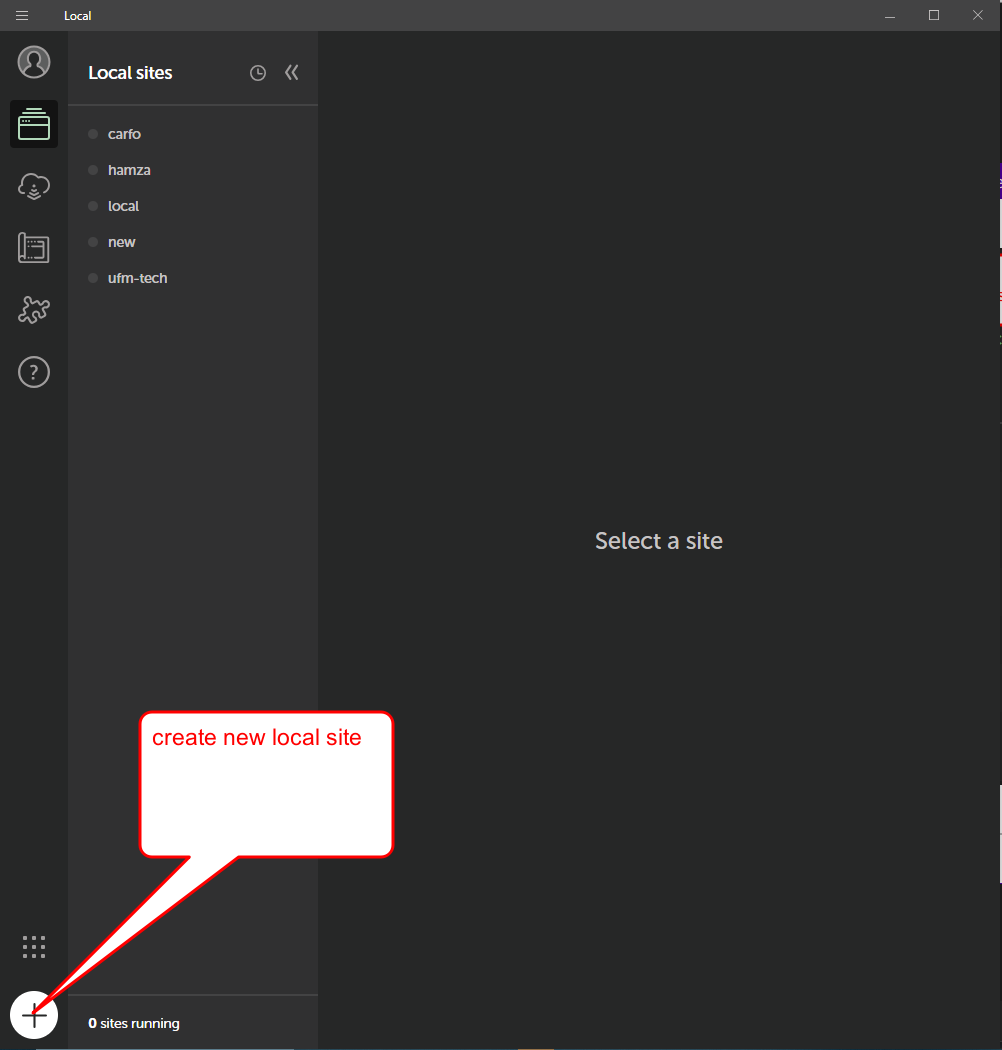 Local
Local sites
carfo
hamza
local
new
ufm-tech
Select a site
create new local site
0 sites running